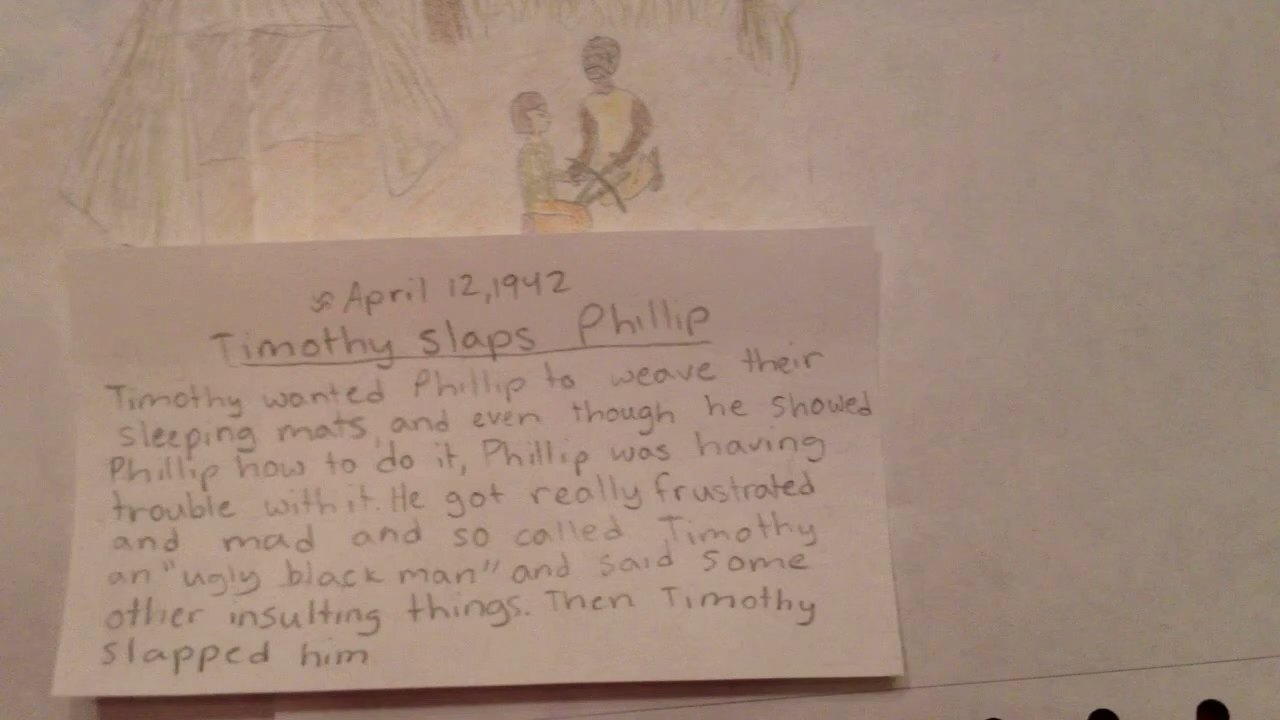 April 12, 1942
Timothy slaps Phillip
Timothy wanted Phillip to weave their
sleeping mats, and even though he showed
Phillip how to do it, Phillip was having
trouble with it. He got really frustrated
and mad and so called Timothy
an "ugly black man" and said some
other insulting things. Then Timothy
slapped him